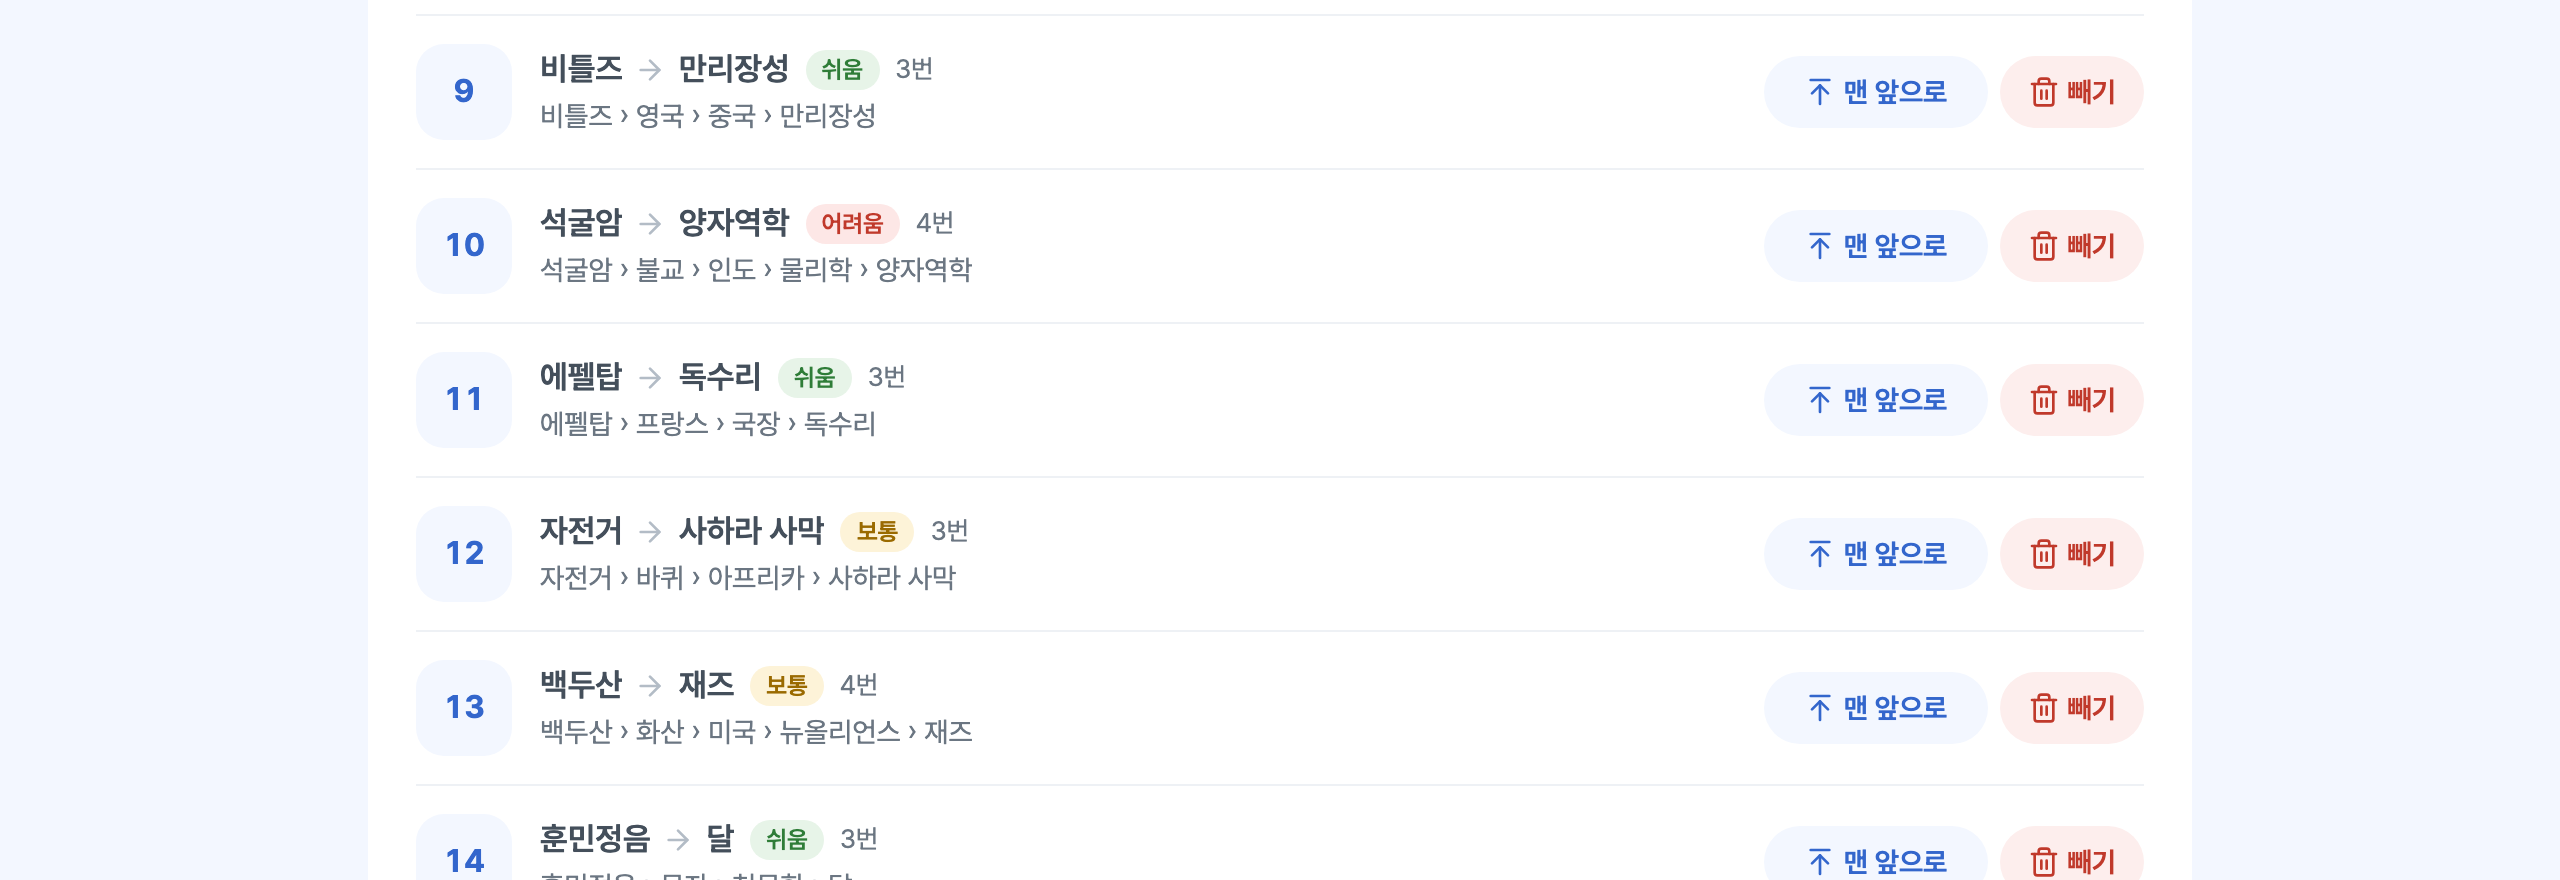 9
비틀즈 → 만리장성 쉬움 3번
비틀즈 › 영국 › 중국 › 만리장성
맨 앞으로 빼기
10
석굴암 → 양자역학 어려움 4번
석굴암 › 불교 › 인도 › 물리학 › 양자역학
맨 앞으로 빼기
11
에펠탑 → 독수리 쉬움 3번
에펠탑 › 프랑스 › 국장 › 독수리
맨 앞으로 빼기
12
자전거 → 사하라 사막 보통 3번
자전거 › 바퀴 › 아프리카 › 사하라 사막
맨 앞으로 빼기
13
백두산 → 재즈 보통 4번
백두산 › 화산 › 미국 › 뉴올리언스 › 재즈
맨 앞으로 빼기
14
훈민정음 → 달 쉬움 3번
맨 앞으로 빼기